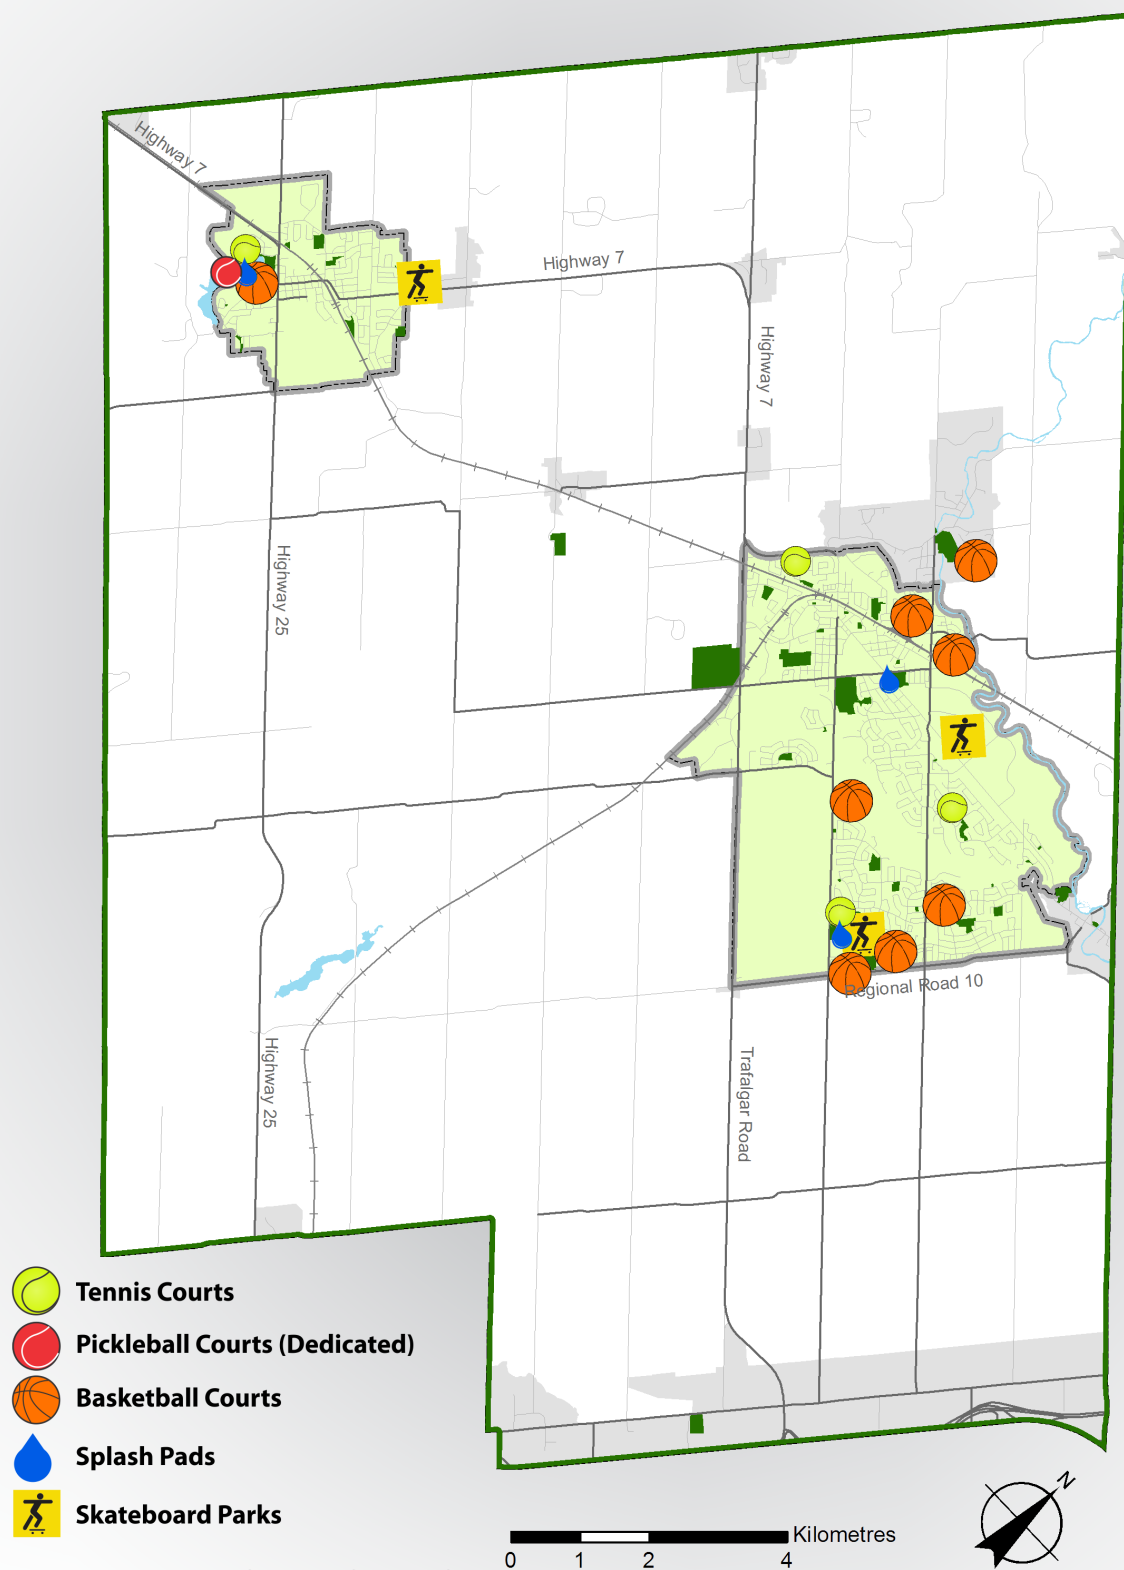 Highway 7
Highway 7
Highway 7
Highway 25
Regional Road 10
Highway 25
Trafalgar Road
Tennis Courts
Pickleball Courts (Dedicated)
Basketball Courts
Splash Pads
Skateboard Parks
N
Kilometres
0 1 2 4